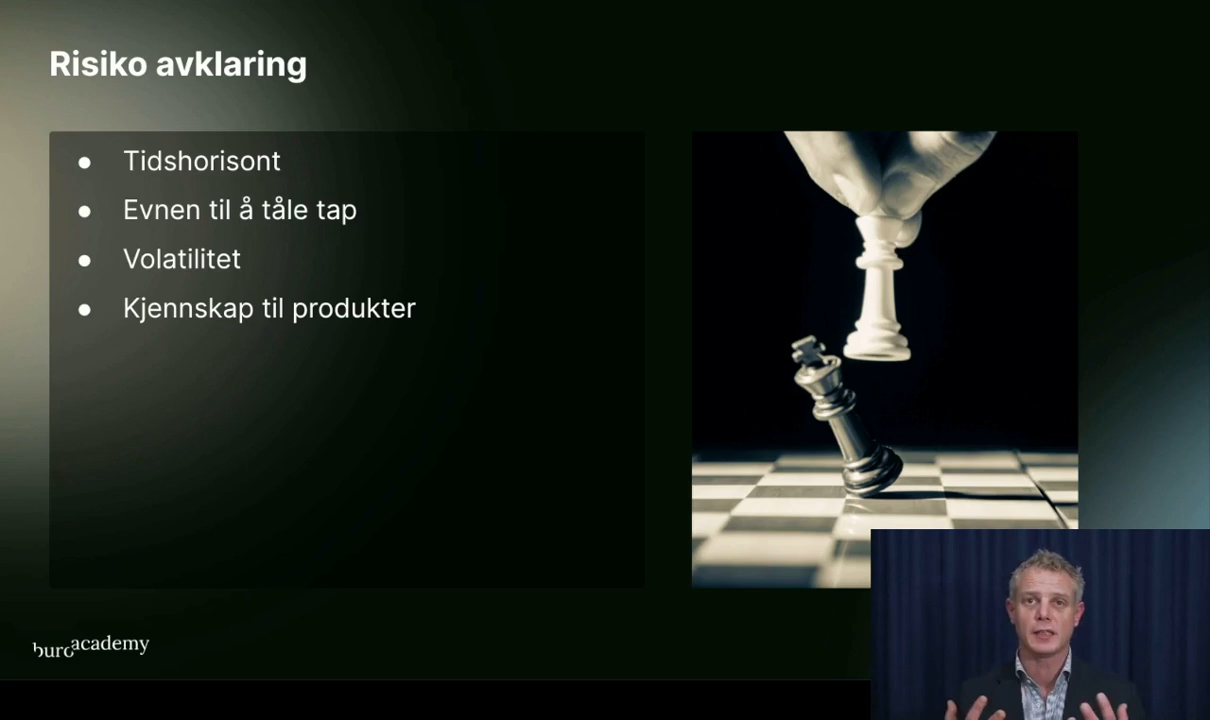 Risiko avklaring
● Tidshorisont
● Evnen til å tåle tap
● Volatilitet
● Kjennskap til produkter
buroacademy